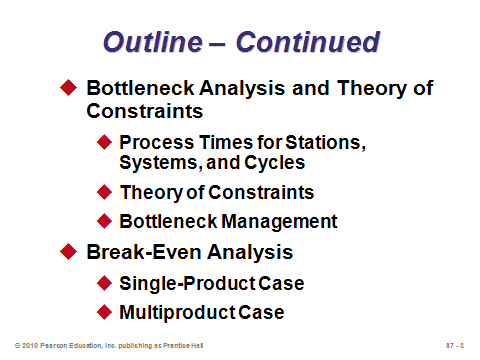 Outline – Continued
Bottleneck Analysis and Theory of
Constraints
Process Times for Stations,
Systems, and Cycles
Theory of Constraints
Bottleneck Management
Break-Even Analysis
Single-Product Case
Multiproduct Case
© 2010 Pearson Education, Inc. publishing as Prentice Hall
S7 - 3